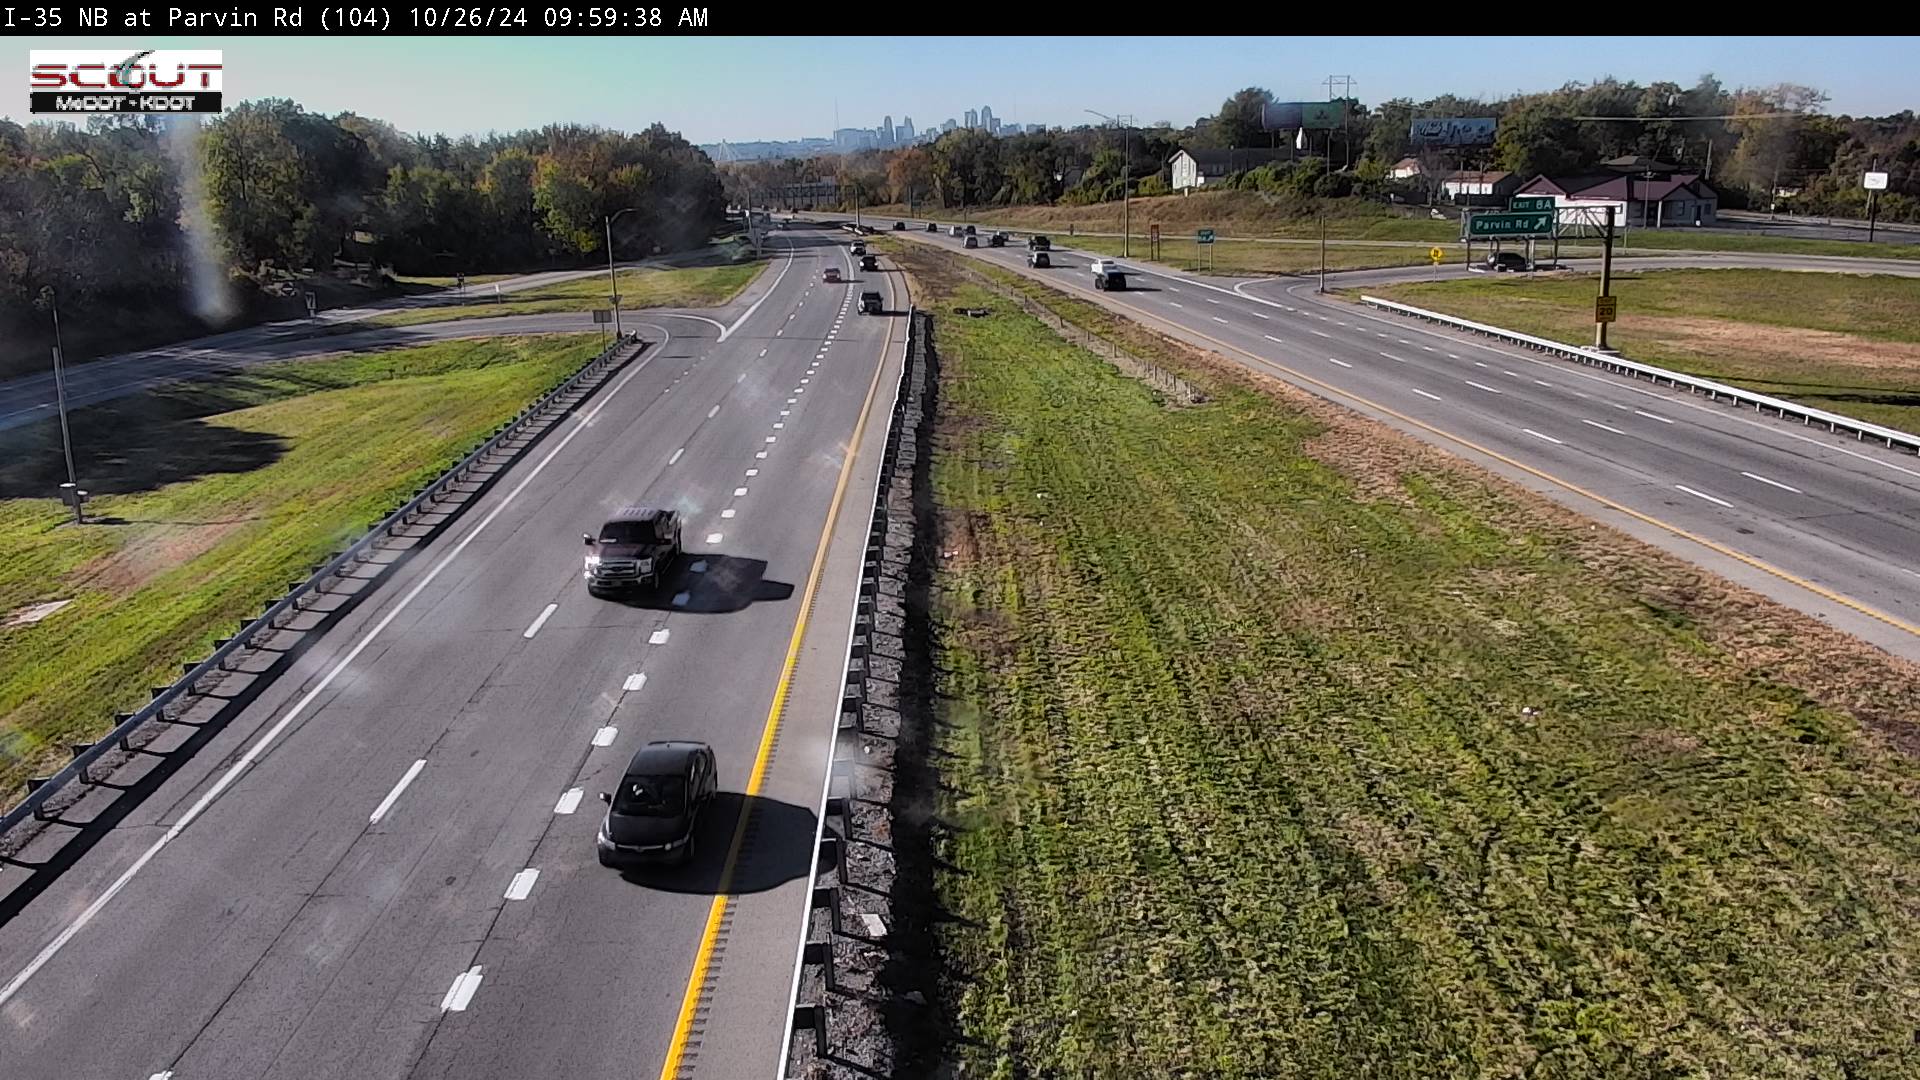 I-35 NB at Parvin Rd (104) 10/26/24 09:59:38 AM
SCOUT
MoDOT - KDOT
EXIT 8A
Parvin Rd
20